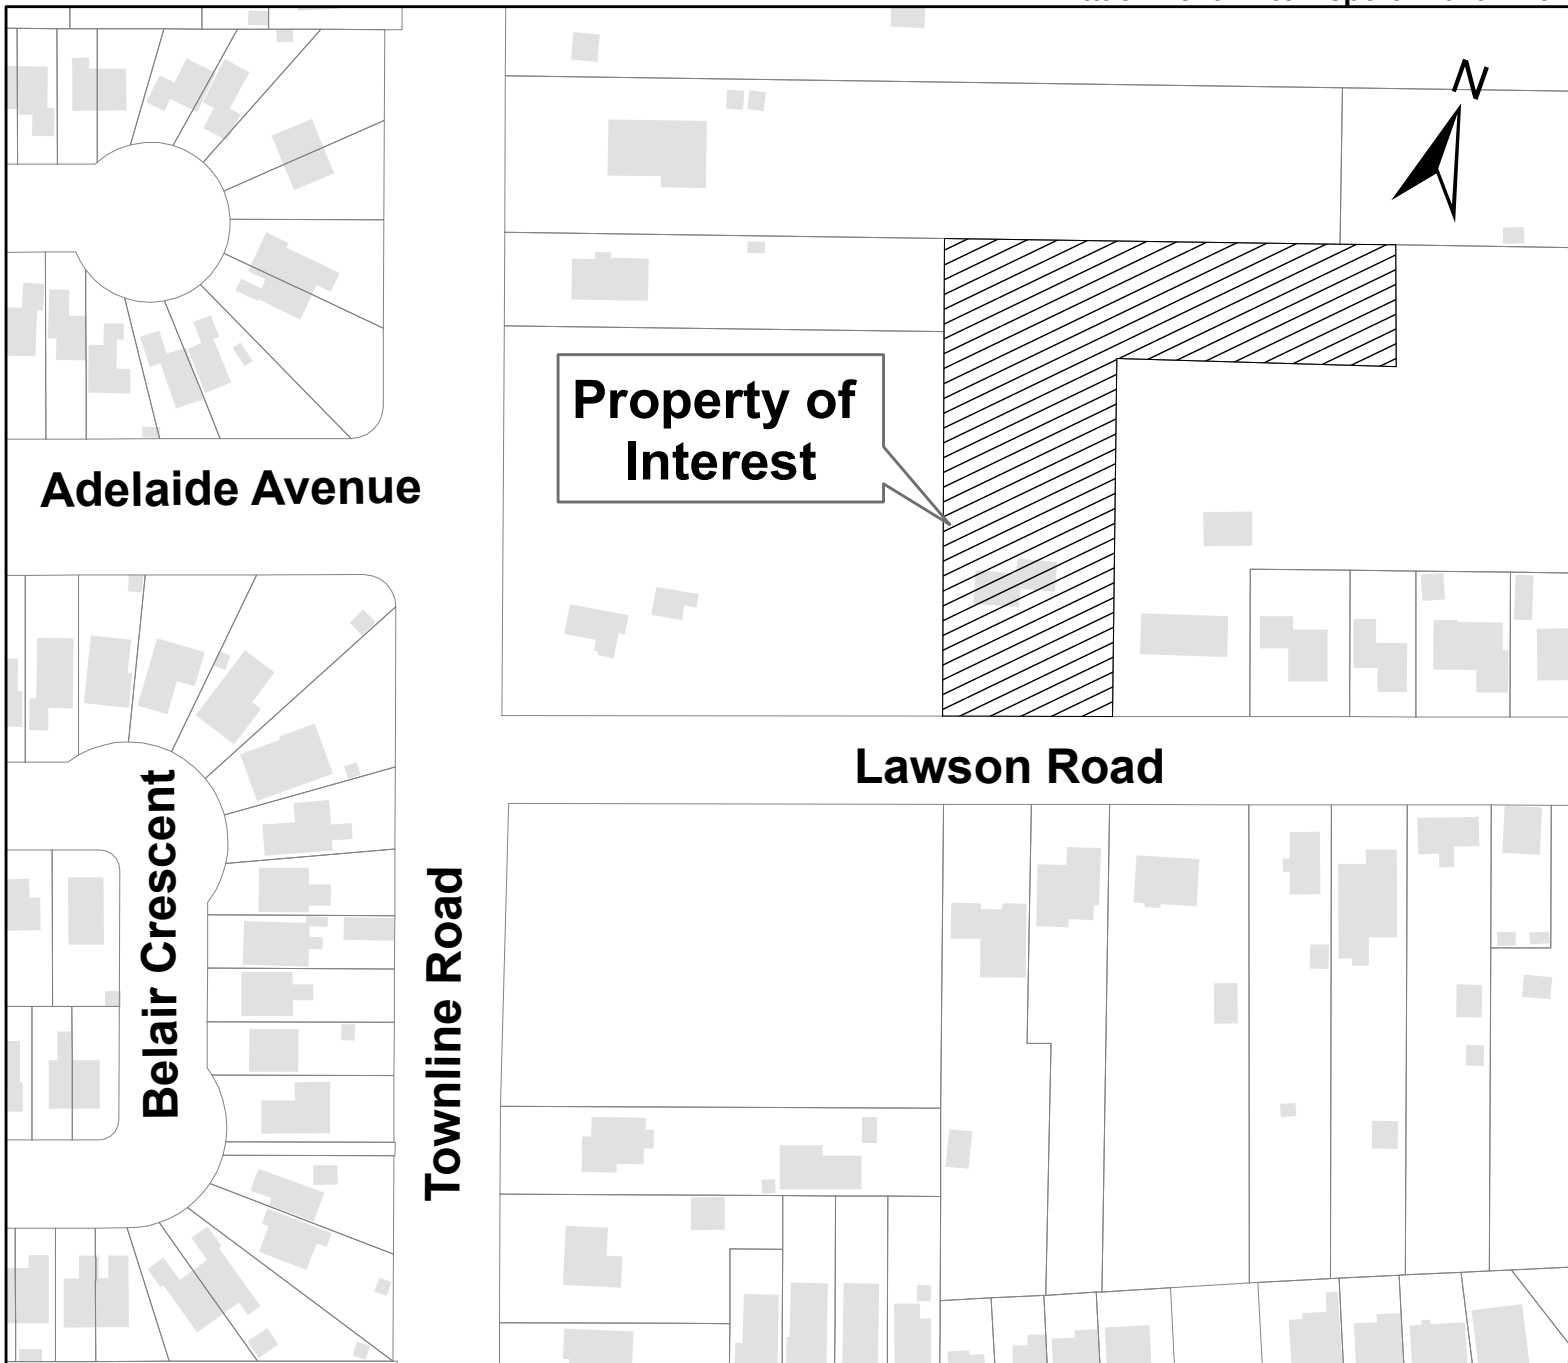 N
Property of
Interest
Adelaide Avenue
Lawson Road
Belair Crescent
Townline Road